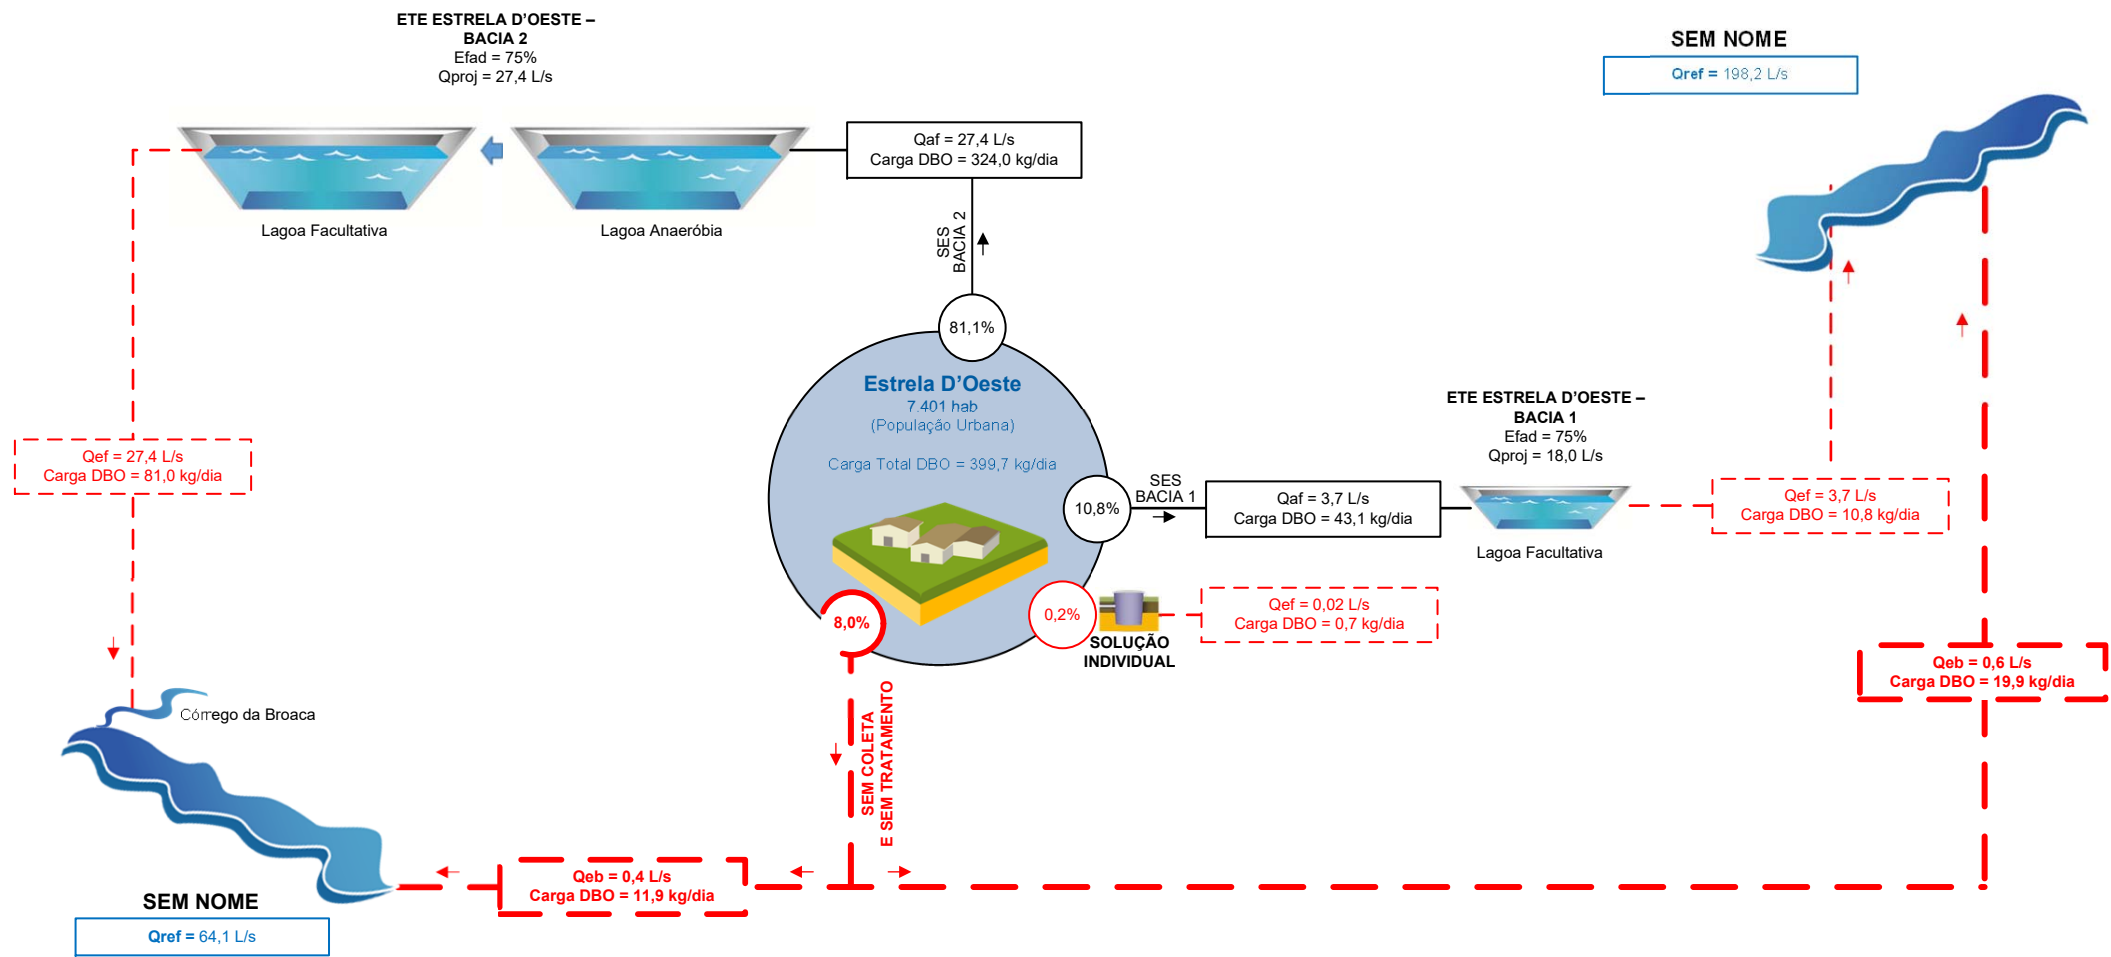 ETE ESTRELA D’OESTE –
BACIA 2
Efad = 75%
Qproj = 27,4 L/s
SEM NOME
Qref = 198,2 L/s
Qaf = 27,4 L/s
Carga DBO = 324,0 kg/dia
Lagoa Facultativa
Lagoa Anaeróbia
SES
BACIA 2
81,1%
Estrela D’Oeste
7.401 hab
(População Urbana)
Carga Total DBO = 399,7 kg/dia
ETE ESTRELA D’OESTE –
BACIA 1
Efad = 75%
Qproj = 18,0 L/s
Qef = 27,4 L/s
Carga DBO = 81,0 kg/dia
10,8%
SES
BACIA 1
Qaf = 3,7 L/s
Carga DBO = 43,1 kg/dia
Lagoa Facultativa
Qef = 3,7 L/s
Carga DBO = 10,8 kg/dia
8,0%
0,2%
SOLUÇÃO
INDIVIDUAL
Qef = 0,02 L/s
Carga DBO = 0,7 kg/dia
Qeb = 0,6 L/s
Carga DBO = 19,9 kg/dia
SEM COLETA
E SEM TRATAMENTO
Córrego da Broaca
Qeb = 0,4 L/s
Carga DBO = 11,9 kg/dia
SEM NOME
Qref = 64,1 L/s